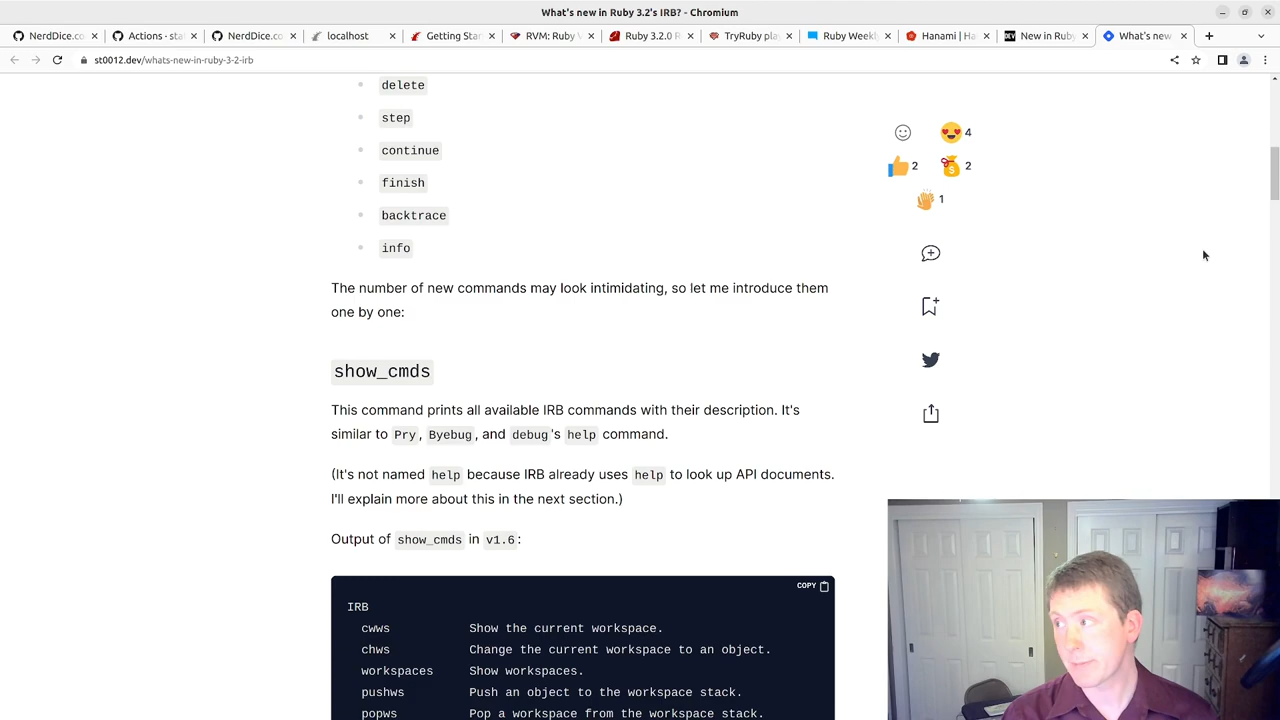 What's new in Ruby 3.2's IRB? - Chromium
NerdDice.co
Actions · sta
NerdDice.co
localhost
Getting Star
RVM: Ruby V
Ruby 3.2.0 R
TryRuby play
Ruby Weekly
Hanami | Ha
New in Ruby
What's new
st0012.dev/whats-new-in-ruby-3-2-irb
delete
step
continue
finish
backtrace
info
4
2
2
1
The number of new commands may look intimidating, so let me introduce them
one by one:
show_cmds
This command prints all available IRB commands with their description. It's
similar to Pry, Byebug, and debug's help command.
(It's not named help because IRB already uses help to look up API documents.
I'll explain more about this in the next section.)
Output of show_cmds in v1.6:
COPY
IRB
cwws Show the current workspace.
chws Change the current workspace to an object.
workspaces Show workspaces.
pushws Push an object to the workspace stack.
popws Pop a workspace from the workspace stack.